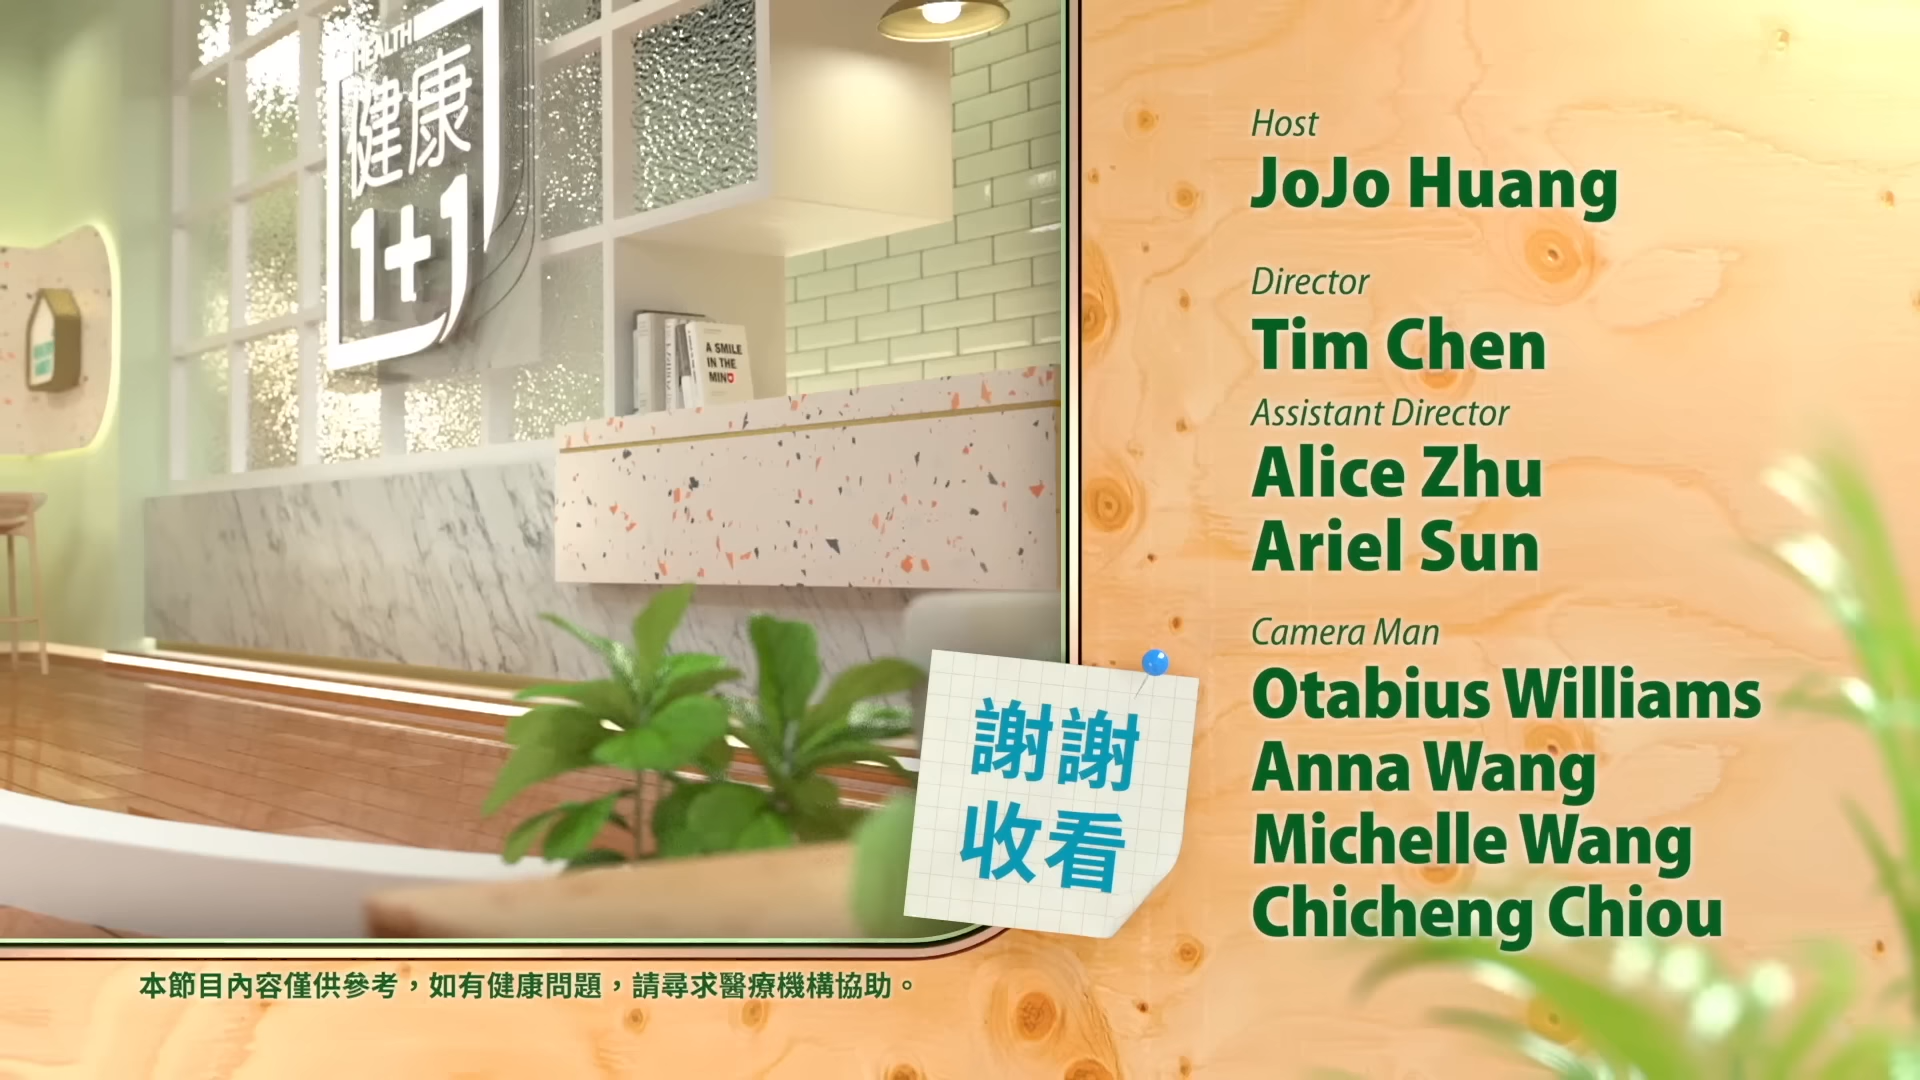 HEALTH
健康
1+1
A SMILE
IN THE
MIND
Host
JoJo Huang
Director
Tim Chen
Assistant Director
Alice Zhu
Ariel Sun
Camera Man
Otabius Williams
Anna Wang
Michelle Wang
Chicheng Chiou
謝謝
收看
本節目內容僅供參考，如有健康問題，請尋求醫療機構協助。